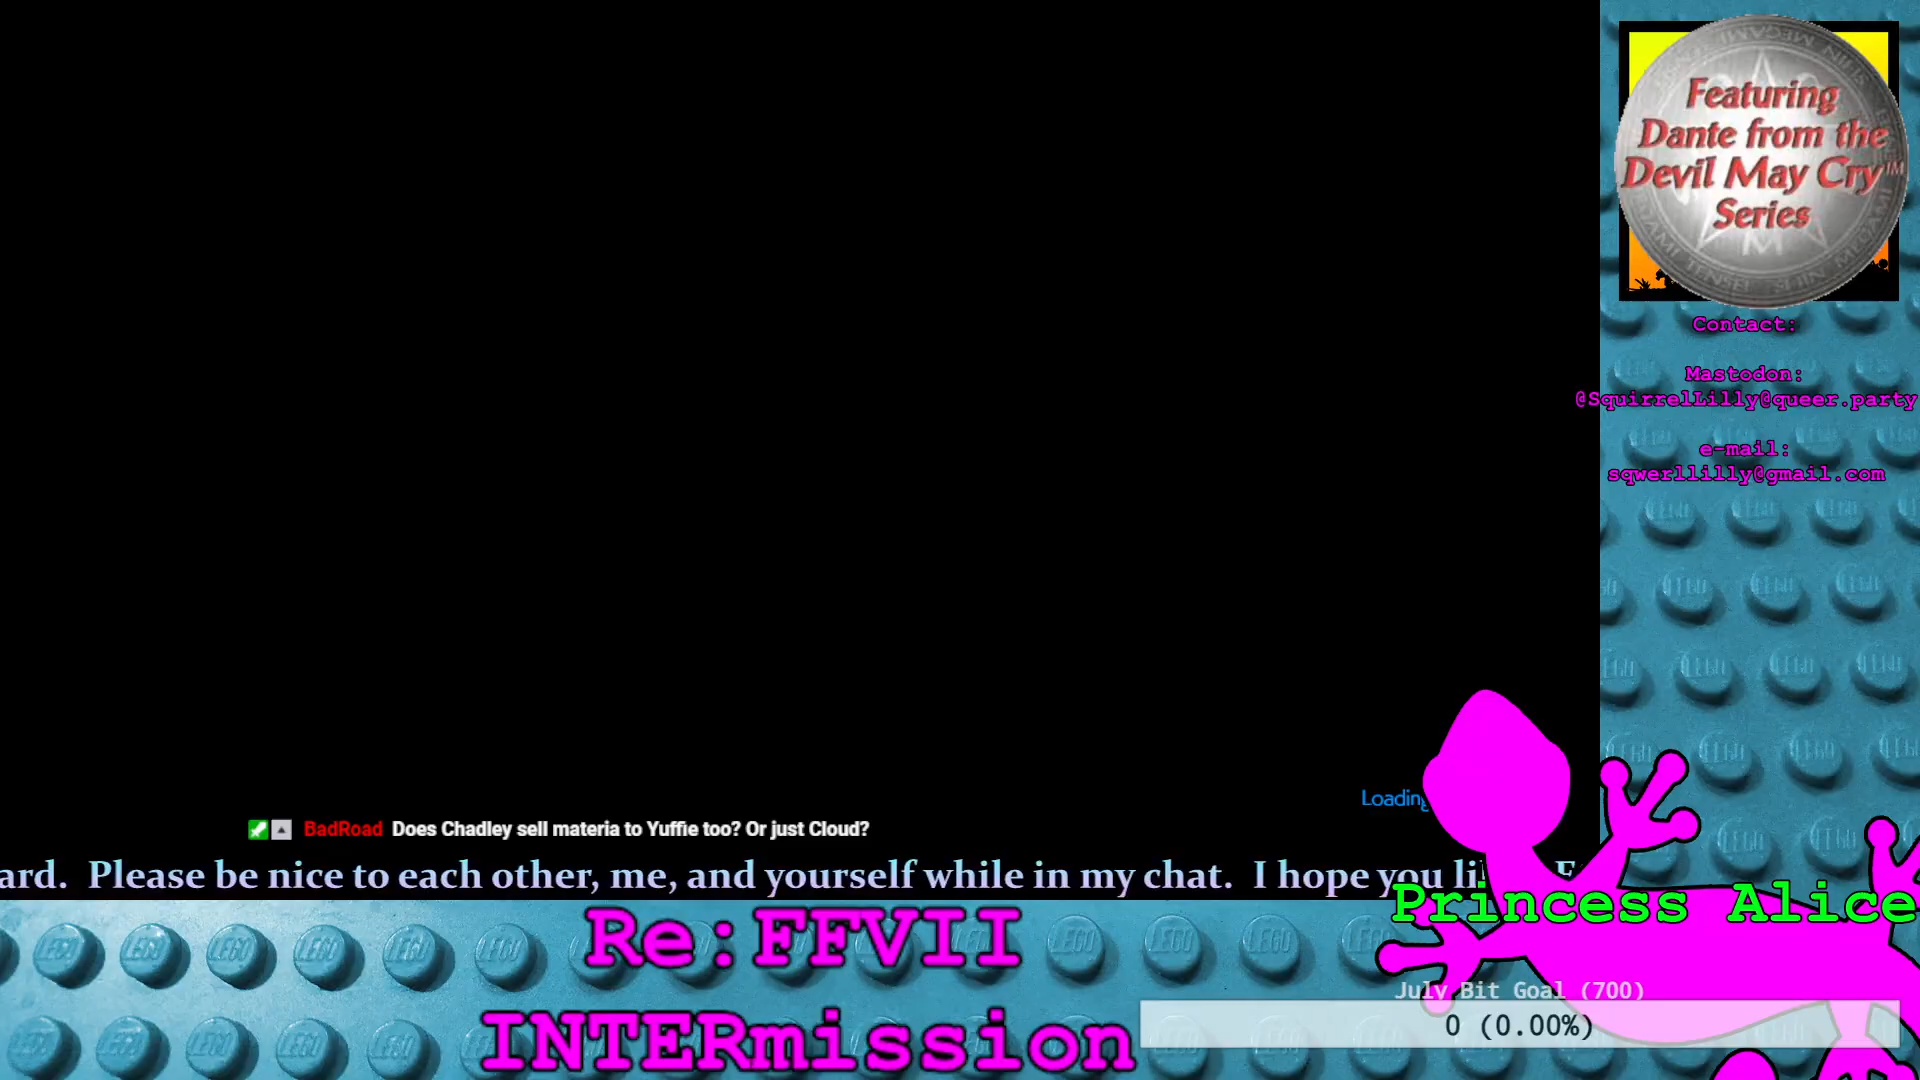 Featuring
Dante from the
Devil May Cry™
Series
Contact:
Mastodon:
@SquirrelLilly@queer.party
e-mail:
sqwerllilly@gmail.com
Loading
BadRoad Does Chadley sell materia to Yuffie too? Or just Cloud?
ard. Please be nice to each other, me, and yourself while in my chat. I hope you li
Princess Alice
Re:FFVII
INTERmission
July Bit Goal (700)
0 (0.00%)